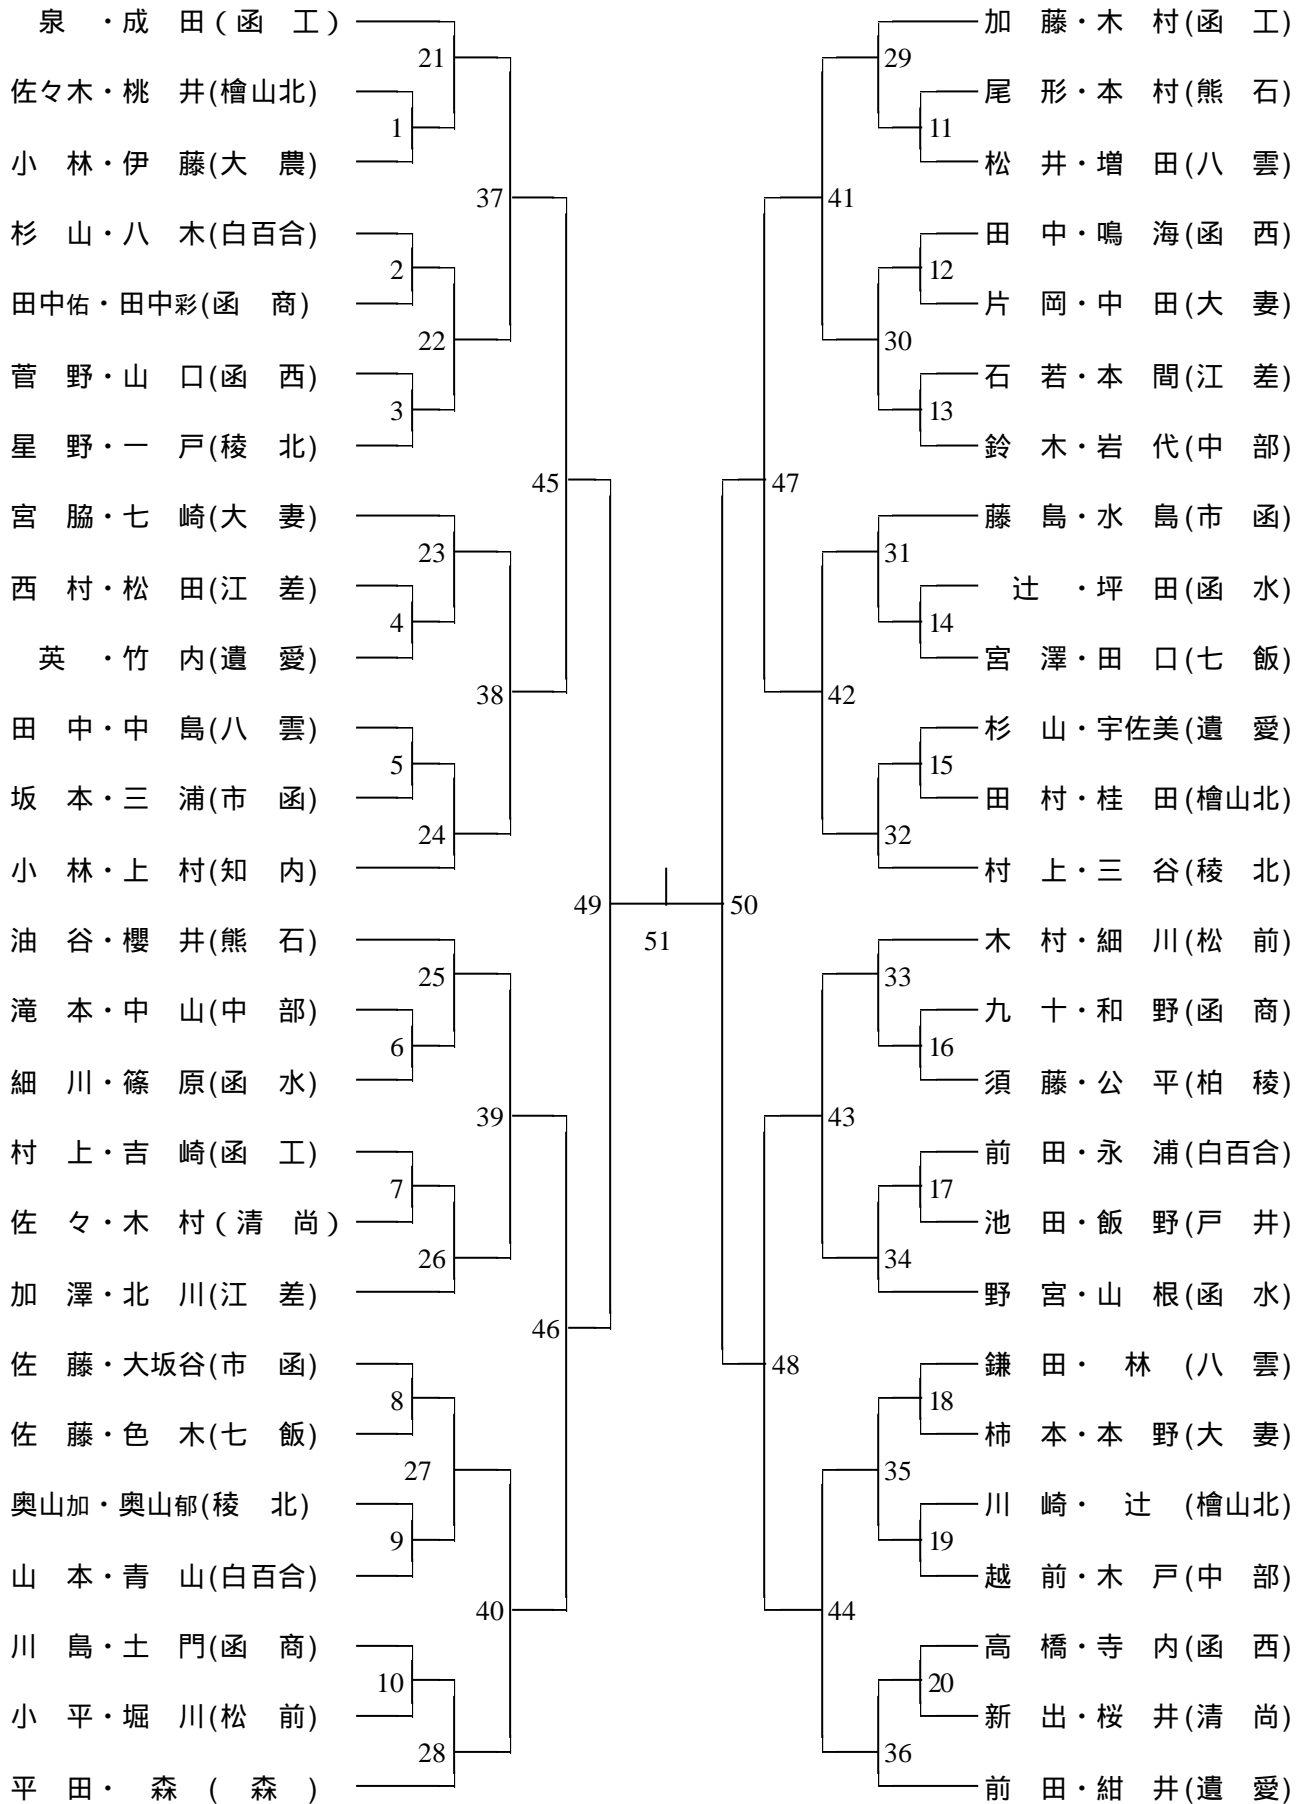 泉　・成　田（函　工）
21
佐々木・桃　井(檜山北)
1
小　林・伊　藤(大　農)
37
杉　山・八　木(白百合)
2
田中佑・田中彩(函　商)
22
菅　野・山　口(函　西)
3
星　野・一　戸(稜　北)
45
宮　脇・七　崎(大　妻)
23
西　村・松　田(江　差)
4
英　・竹　内(遺　愛)
38
田　中・中　島(八　雲)
5
坂　本・三　浦(市　函)
24
小　林・上　村(知　内)
49
油　谷・櫻　井(熊　石)
25
滝　本・中　山(中　部)
6
細　川・篠　原(函　水)
39
村　上・吉　崎(函　工)
7
佐　々・木　村（清　尚）
26
加　澤・北　川(江　差)
46
佐　藤・大坂谷(市　函)
8
佐　藤・色　木(七　飯)
27
奥山加・奥山郁(稜　北)
9
山　本・青　山(白百合)
40
川　島・土　門(函　商)
10
小　平・堀　川(松　前)
28
平　田・　森　(　森　)
51
加　藤・木　村(函　工)
29
尾　形・本　村(熊　石)
11
松　井・増　田(八　雲)
41
田　中・鳴　海(函　西)
12
片　岡・中　田(大　妻)
30
石　若・本　間(江　差)
13
鈴　木・岩　代(中　部)
47
藤　島・水　島(市　函)
31
辻　・坪　田(函　水)
14
宮　澤・田　口(七　飯)
42
杉　山・宇佐美(遺　愛)
15
田　村・桂　田(檜山北)
32
村　上・三　谷(稜　北)
50
木　村・細　川(松　前)
33
九　十・和　野(函　商)
16
須　藤・公　平(柏　稜)
43
前　田・永　浦(白百合)
17
池　田・飯　野(戸　井)
34
野　宮・山　根(函　水)
48
鎌　田・　林　(八　雲)
18
柿　本・本　野(大　妻)
35
川　崎・　辻　(檜山北)
19
越　前・木　戸(中　部)
44
高　橋・寺　内(函　西)
20
新　出・桜　井(清　尚)
36
前　田・紺　井(遺　愛)